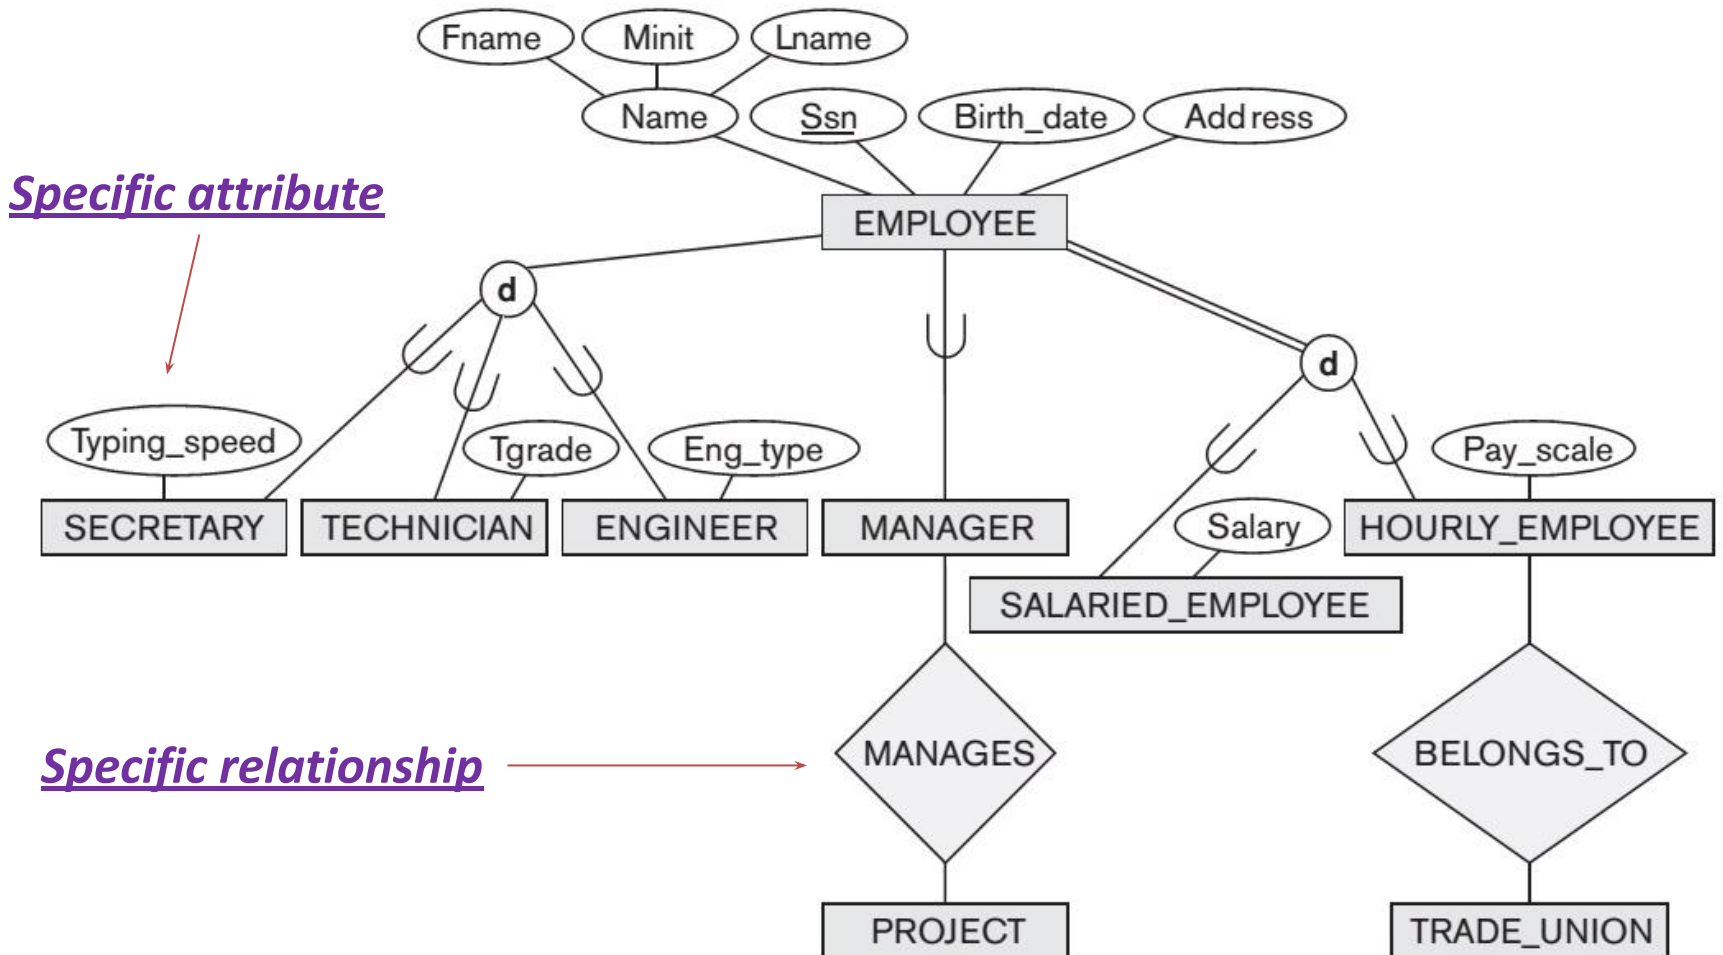 Fname Minit Lname
Name Ssn Birth_date Address
Specific attribute
EMPLOYEE
d
d
Typing_speed Tgrade Eng_type Pay_scale
SECRETARY TECHNICIAN ENGINEER MANAGER Salary HOURLY_EMPLOYEE
SALARIED_EMPLOYEE
Specific relationship MANAGES BELONGS_TO
PROJECT TRADE_UNION